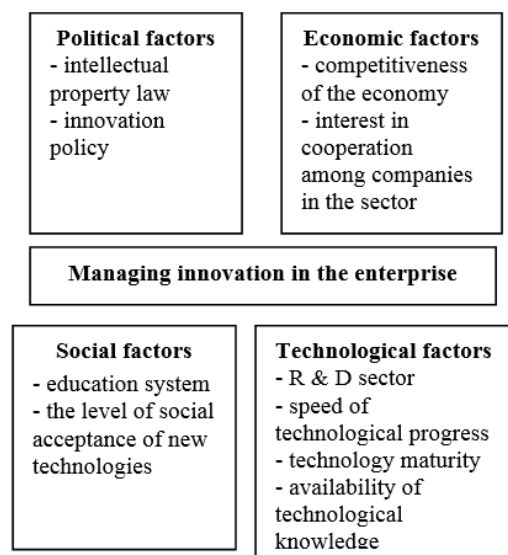 Political factors
- intellectual
property law
- innovation
policy
Economic factors
- competitiveness
of the economy
- interest in
cooperation
among companies
in the sector
Managing innovation in the enterprise
Social factors
- education system
- the level of social
acceptance of new
technologies
Technological factors
- R & D sector
- speed of
technological progress
- technology maturity
- availability of
technological
knowledge